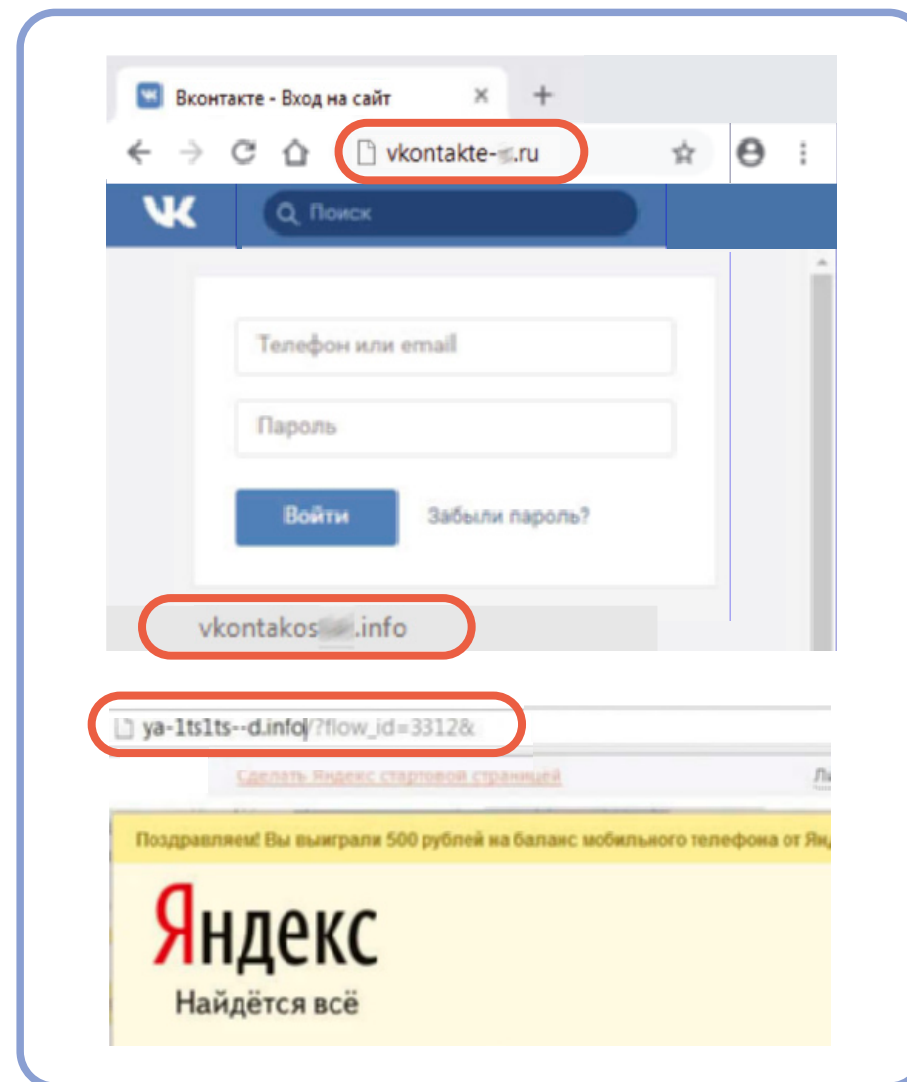 Вконтакте - Вход на сайт
vkontakte-.ru
Поиск
Телефон или email
Пароль
Войти Забыли пароль?
vkontakos.info
ya-1ts1ts--d.info/?flow_id=3312&
Сделать Яндекс стартовой страницей
Поздравляем! Вы выиграли 500 рублей на баланс мобильного телефона от Янд
Яндекс
Найдётся всё